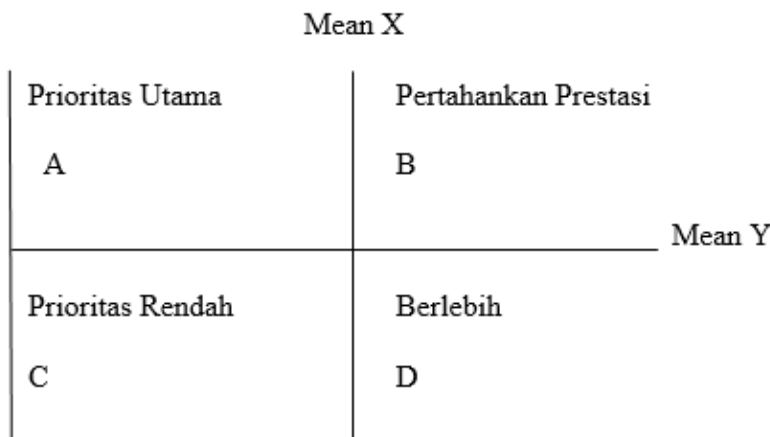 Mean X
Prioritas Utama
Pertahankan Prestasi
A
B
Mean Y
Prioritas Rendah
Berlebih
C
D